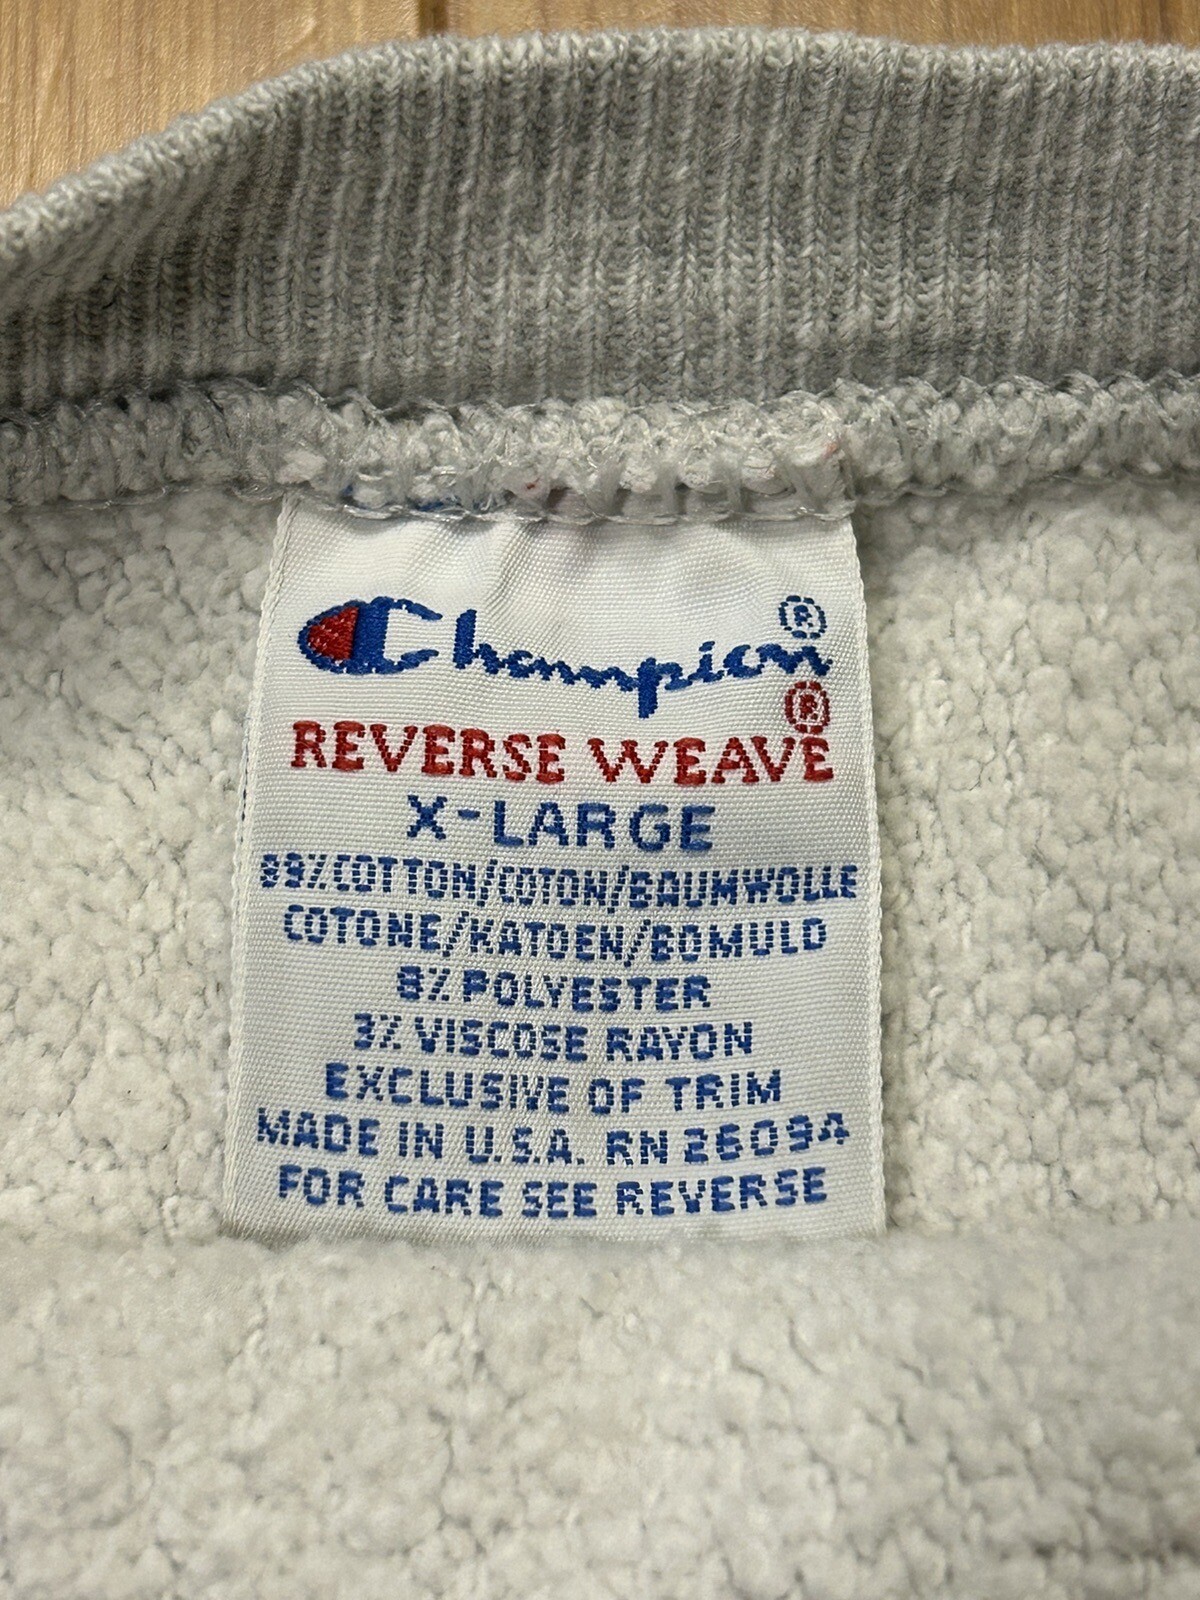 Champion®
REVERSE WEAVE®
X-LARGE
89% COTTON/COTON/BAUMWOLLE
COTONE/KATOEN/BOMULD
8% POLYESTER
3% VISCOSE RAYON
EXCLUSIVE OF TRIM
MADE IN U.S.A. RN 26094
FOR CARE SEE REVERSE